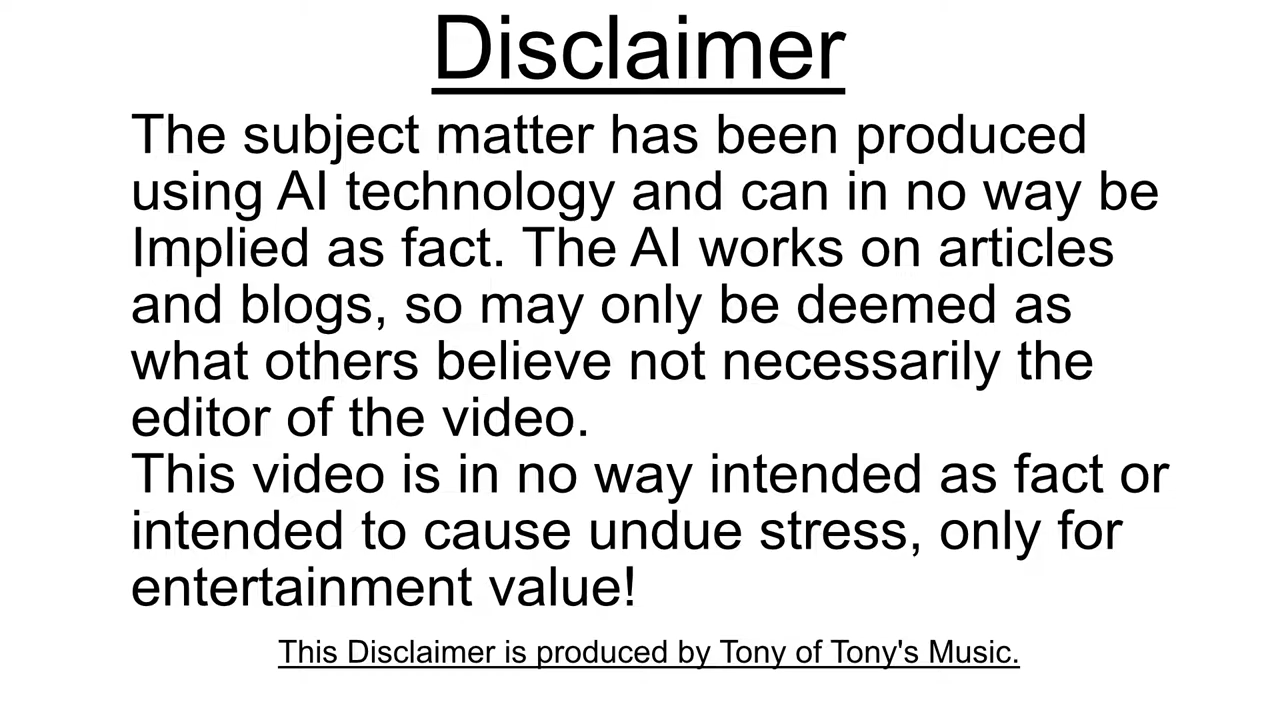 Disclaimer
The subject matter has been produced
using AI technology and can in no way be
Implied as fact. The AI works on articles
and blogs, so may only be deemed as
what others believe not necessarily the
editor of the video.
This video is in no way intended as fact or
intended to cause undue stress, only for
entertainment value!
This Disclaimer is produced by Tony of Tony's Music.